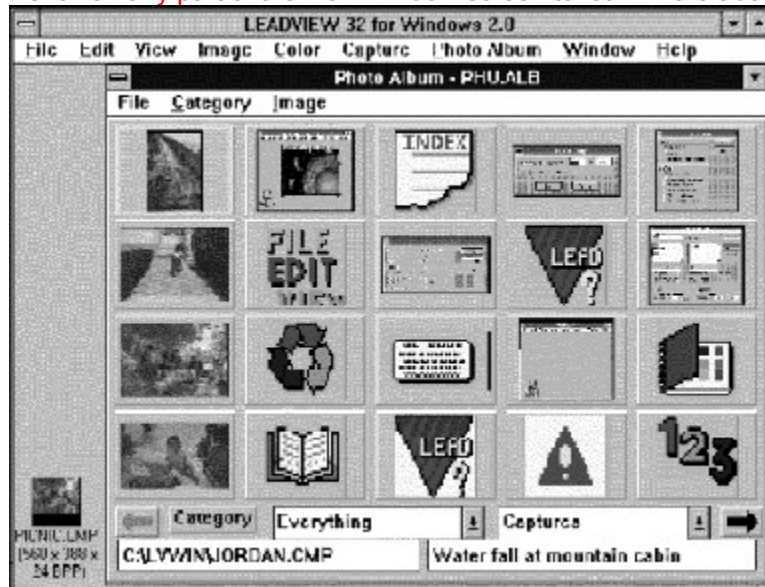 LEADVIEW 32 for Windows 2.0
File Edit View Image Color Capture Photo Album Window Help
Photo Album - PHU.ALB
File Category Image
INDEX
FILE
EDIT
VIEW
LEAD
?
LEAD
?
123
Category Everything Captures
PICNIC.CMP
(560 x 388 x
24 BPP)
C:\LVWIN\JORDAN.CMP Water fall at mountain cabin